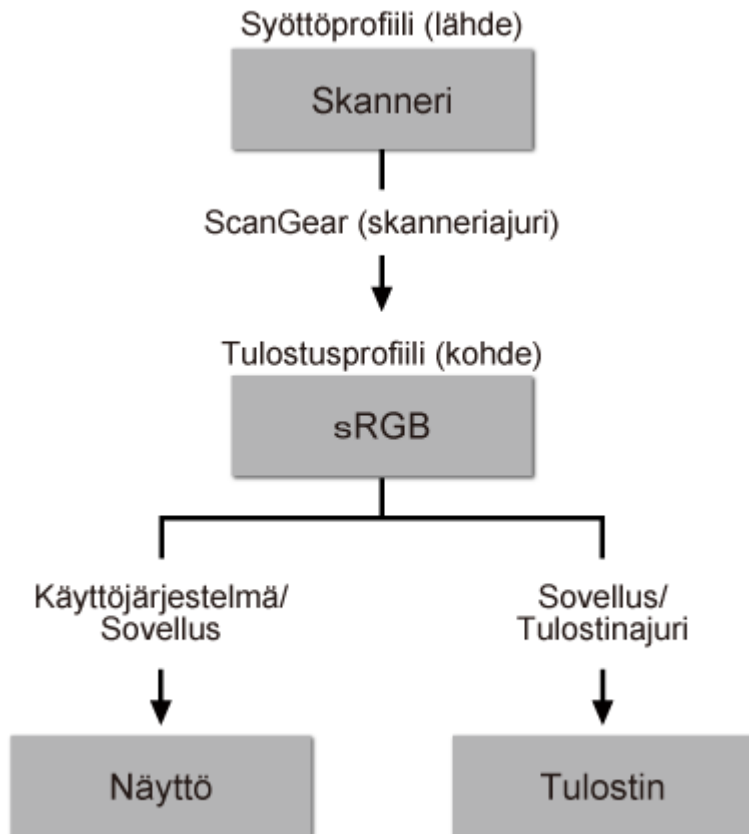 Syöttöprofiili (lähde)
Skanneri
ScanGear (skanneriajuri)
Tulostusprofiili (kohde)
sRGB
Käyttöjärjestelmä/
Sovellus
Sovellus/
Tulostinajuri
Näyttö
Tulostin